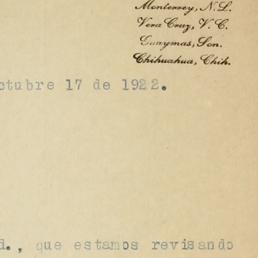 Monterrey, N.L.
Vera Cruz, V.C.
Guaymas, Son.
Chihuahua, Chih.
ctubre 17 de 1922.
d., que estamos revisando